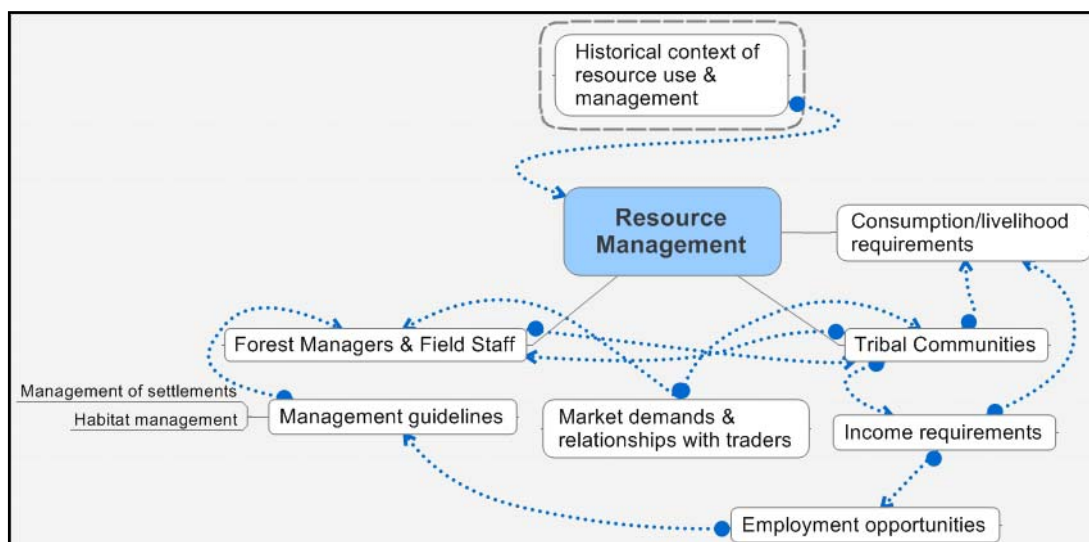 Historical context of
resource use &
management
Resource
Management
Consumption/livelihood
requirements
Forest Managers & Field Staff
Tribal Communities
Management of settlements
Habitat management
Management guidelines
Market demands &
relationships with traders
Income requirements
Employment opportunities